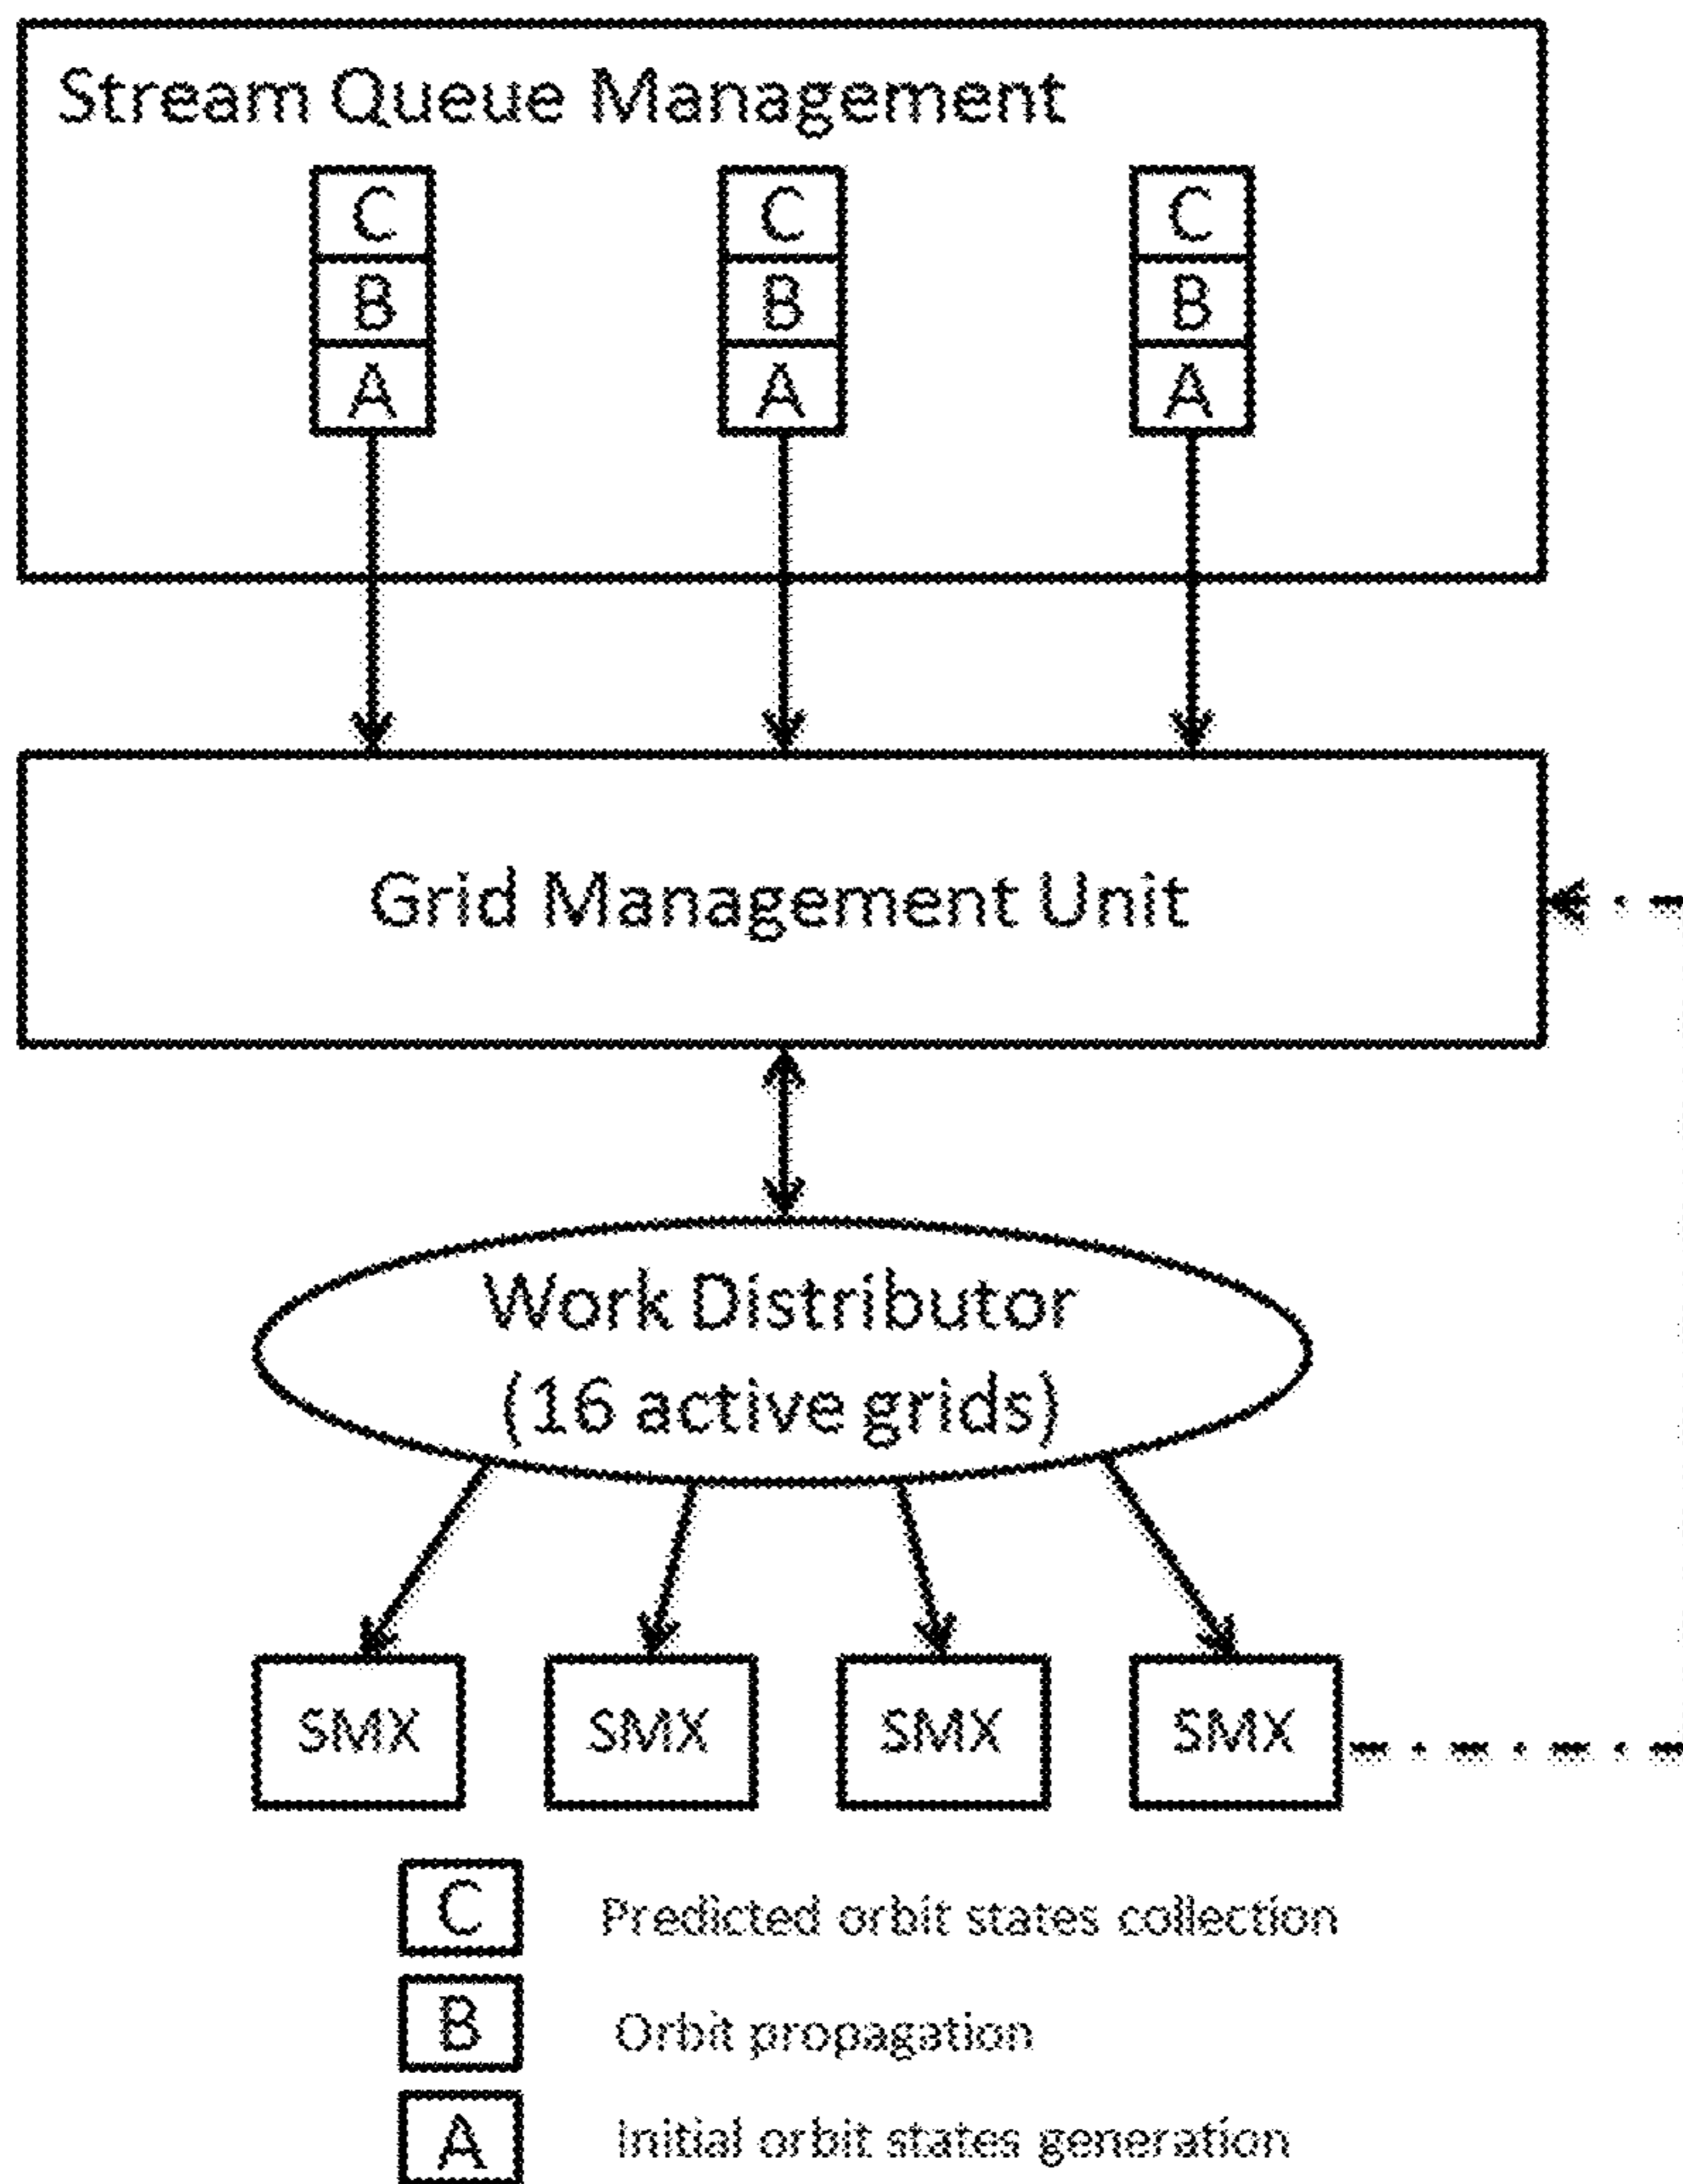 Stream Queue Management
C C C
B B B
A A A
Grid Management Unit
Work Distributor
(16 active grids)
SMX SMX SMX SMX
C Predicted orbit states collection
B Orbit propagation
A Initial orbit states generation